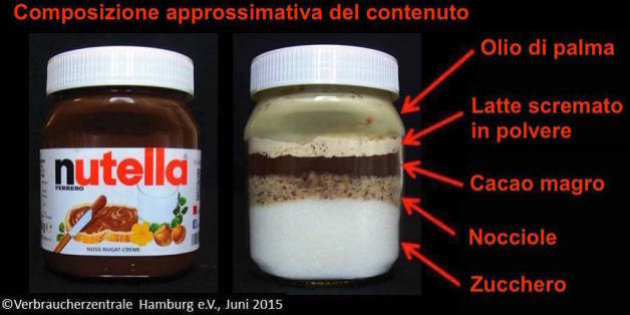 Composizione approssimativa del contenuto
Olio di palma
Latte scremato
in polvere
Cacao magro
Nocciole
Zucchero
nutella
FERRERO
NUSS-NUGAT-CREME
©Verbraucherzentrale Hamburg e.V., Juni 2015